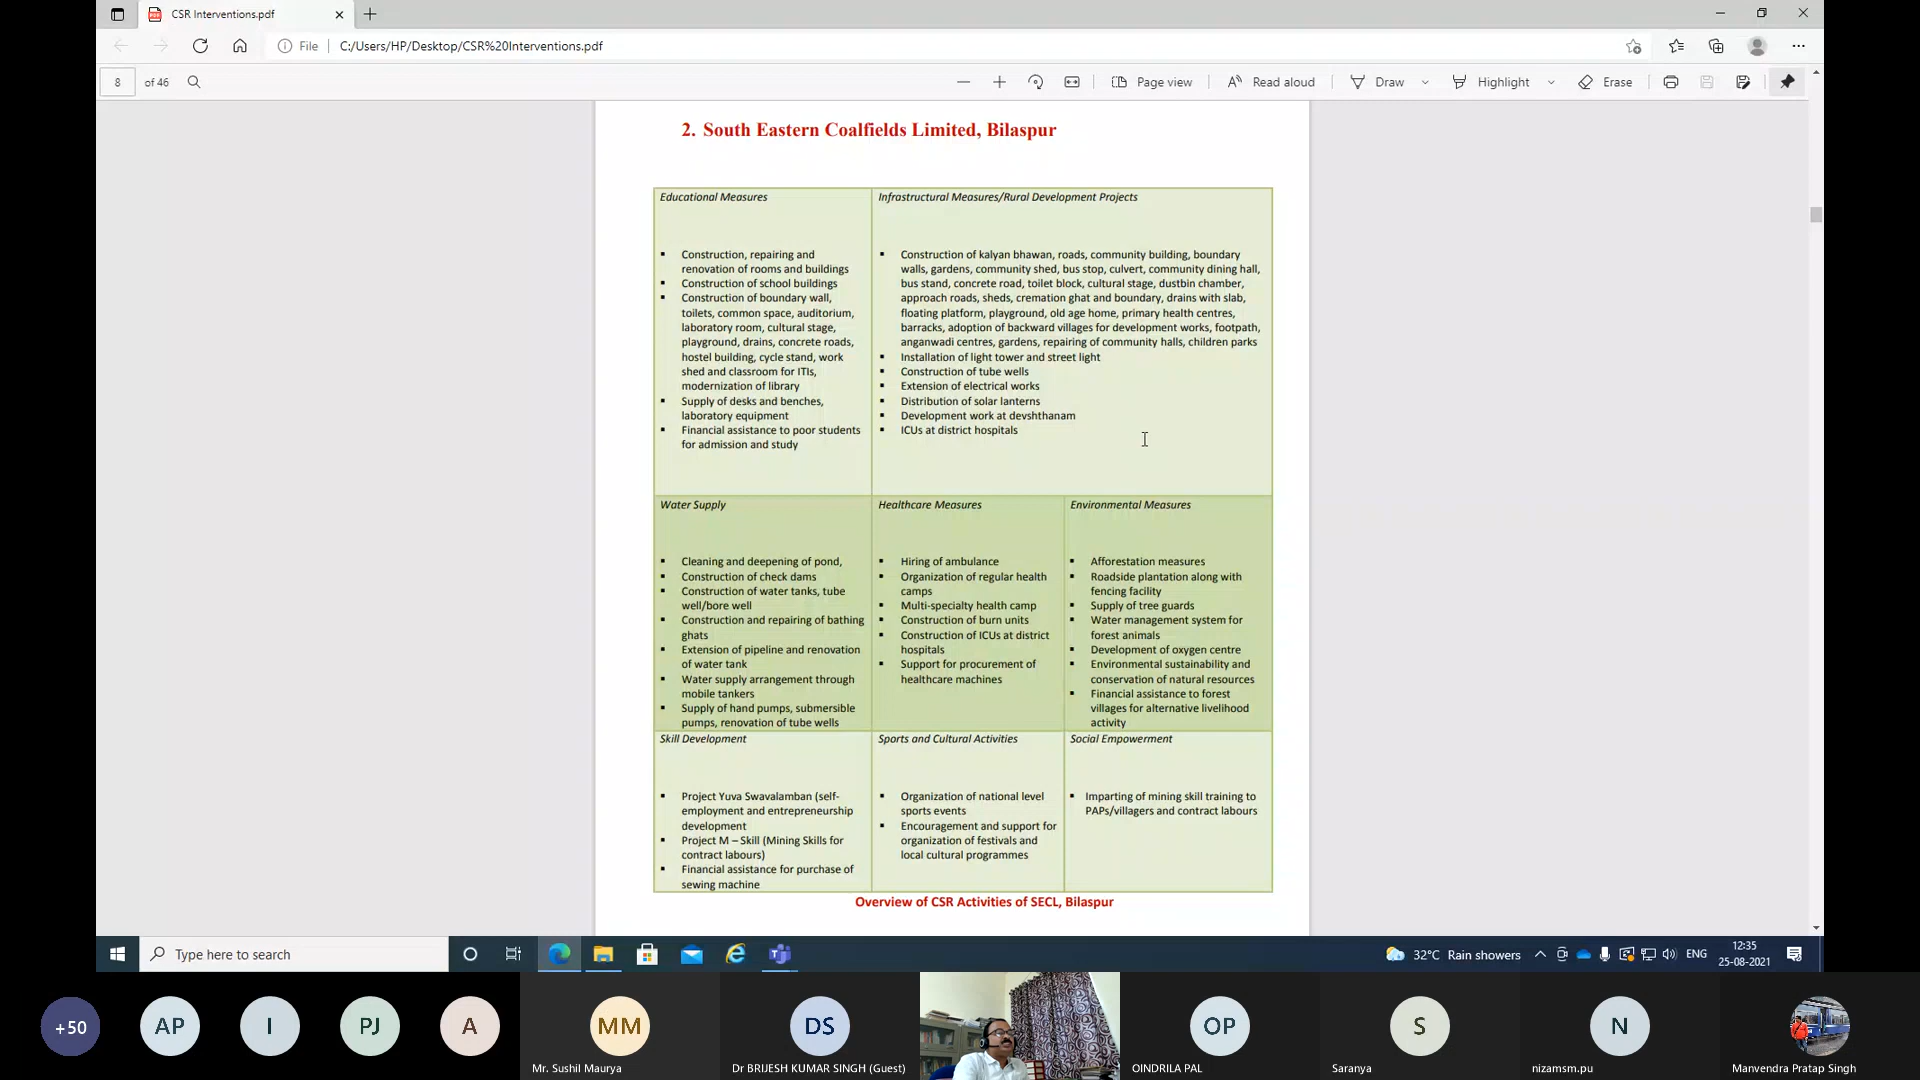 CSR Interventions.pdf
File
C:/Users/HP/Desktop/CSR%20Interventions.pdf
8 of 46
Page view
Read aloud
Draw
Highlight
Erase
2. South Eastern Coalfields Limited, Bilaspur
Educational Measures
Construction, repairing and
renovation of rooms and buildings
Construction of school buildings
Construction of boundary wall,
toilets, common space, auditorium,
laboratory room, cultural stage,
playground, drains, concrete roads,
hostel building, cycle stand, work
shed and classroom for ITIs,
modernization of library
Supply of desks and benches,
laboratory equipment
Financial assistance to poor students
for admission and study
Infrastructural Measures/Rural Development Projects
Construction of kalyan bhawan, roads, community building, boundary
walls, gardens, community shed, bus stop, culvert, community dining hall,
bus stand, concrete road, toilet block, cultural stage, dustbin chamber,
approach roads, sheds, cremation ghat and boundary, drains with slab,
floating platform, playground, old age home, primary health centres,
barracks, adoption of backward villages for development works, footpath,
anganwadi centres, gardens, repairing of community halls, children parks
Installation of light tower and street light
Construction of tube wells
Extension of electrical works
Distribution of solar lanterns
Development work at devshthanam
ICUs at district hospitals
Water Supply
Cleaning and deepening of pond,
Construction of check dams
Construction of water tanks, tube
well/bore well
Construction and repairing of bathing
ghats
Extension of pipeline and renovation
of water tank
Water supply arrangement through
mobile tankers
Supply of hand pumps, submersible
pumps, renovation of tube wells
Healthcare Measures
Hiring of ambulance
Organization of regular health
camps
Multi-specialty health camp
Construction of burn units
Construction of ICUs at district
hospitals
Support for procurement of
healthcare machines
Environmental Measures
Afforestation measures
Roadside plantation along with
fencing facility
Supply of tree guards
Water management system for
forest animals
Development of oxygen centre
Environmental sustainability and
conservation of natural resources
Financial assistance to forest
villages for alternative livelihood
activity
Skill Development
Project Yuva Swavalamban (self-
employment and entrepreneurship
development
Project M – Skill (Mining Skills for
contract labours)
Financial assistance for purchase of
sewing machine
Sports and Cultural Activities
Organization of national level
sports events
Encouragement and support for
organization of festivals and
local cultural programmes
Social Empowerment
Imparting of mining skill training to
PAPs/villagers and contract labours
Overview of CSR Activities of SECL, Bilaspur
Type here to search
32°C Rain showers
ENG
12:35
25-08-2021
+50
AP
I
PJ
A
MM
Mr. Sushil Maurya
DS
Dr BRIJESH KUMAR SINGH (Guest)
OP
OINDRILA PAL
S
Saranya
N
nizamsm.pu
Manvendra Pratap Singh